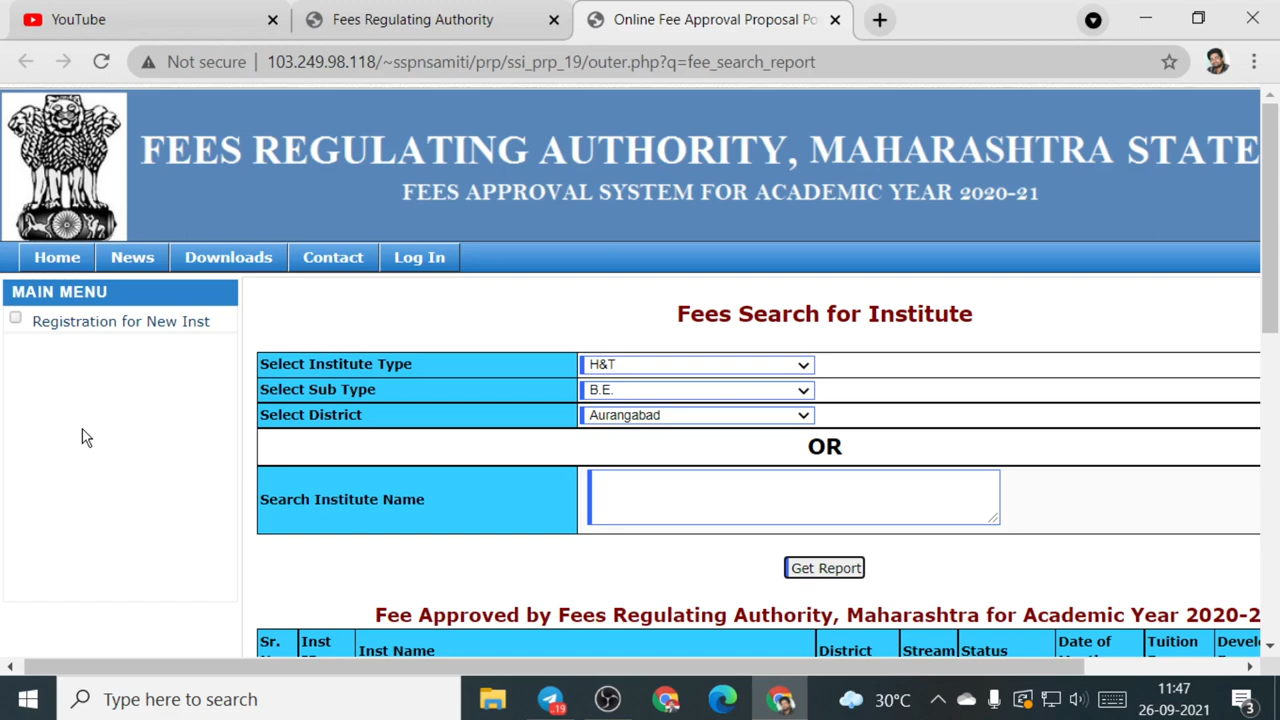 YouTube
Fees Regulating Authority
Online Fee Approval Proposal Po
Not secure
103.249.98.118/~sspnsamiti/prp/ssi_prp_19/outer.php?q=fee_search_report
FEES REGULATING AUTHORITY, MAHARASHTRA STATE
FEES APPROVAL SYSTEM FOR ACADEMIC YEAR 2020-21
Home News Downloads Contact Log In
MAIN MENU
Registration for New Inst
Fees Search for Institute
Select Institute Type H&T
Select Sub Type B.E.
Select District Aurangabad
OR
Search Institute Name
Get Report
Fee Approved by Fees Regulating Authority, Maharashtra for Academic Year 2020-2
Sr. Inst Inst Name District Stream Status Date of Tuition Develo
Type here to search
19
30°C
11:47
26-09-2021
3